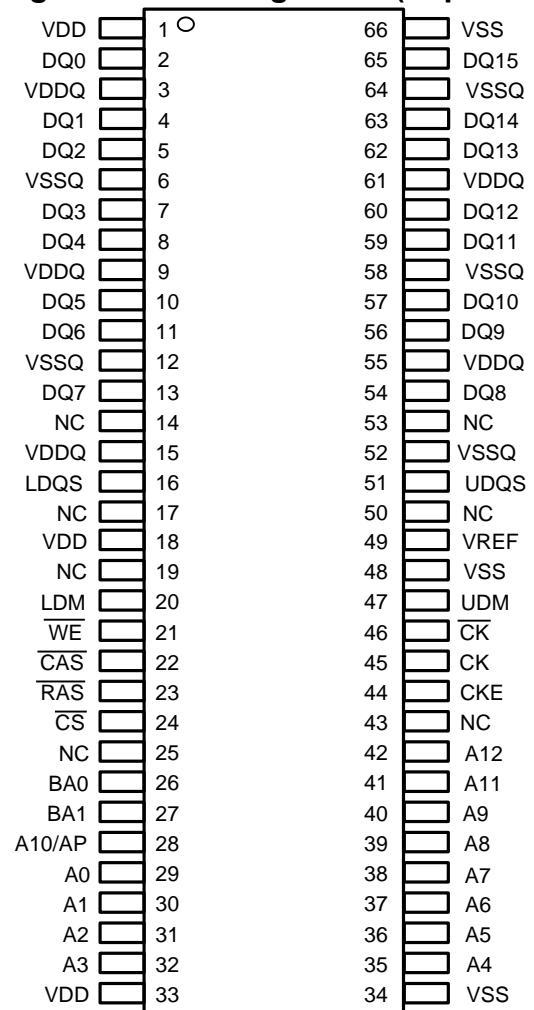 VDD 1 66 VSS
DQ0 2 65 DQ15
VDDQ 3 64 VSSQ
DQ1 4 63 DQ14
DQ2 5 62 DQ13
VSSQ 6 61 VDDQ
DQ3 7 60 DQ12
DQ4 8 59 DQ11
VDDQ 9 58 VSSQ
DQ5 10 57 DQ10
DQ6 11 56 DQ9
VSSQ 12 55 VDDQ
DQ7 13 54 DQ8
NC 14 53 NC
VDDQ 15 52 VSSQ
LDQS 16 51 UDQS
NC 17 50 NC
VDD 18 49 VREF
NC 19 48 VSS
LDM 20 47 UDM
W̅E̅ 21 46 C̅K̅
C̅A̅S̅ 22 45 CK
R̅A̅S̅ 23 44 CKE
C̅S̅ 24 43 NC
NC 25 42 A12
BA0 26 41 A11
BA1 27 40 A9
A10/AP 28 39 A8
A0 29 38 A7
A1 30 37 A6
A2 31 36 A5
A3 32 35 A4
VDD 33 34 VSS